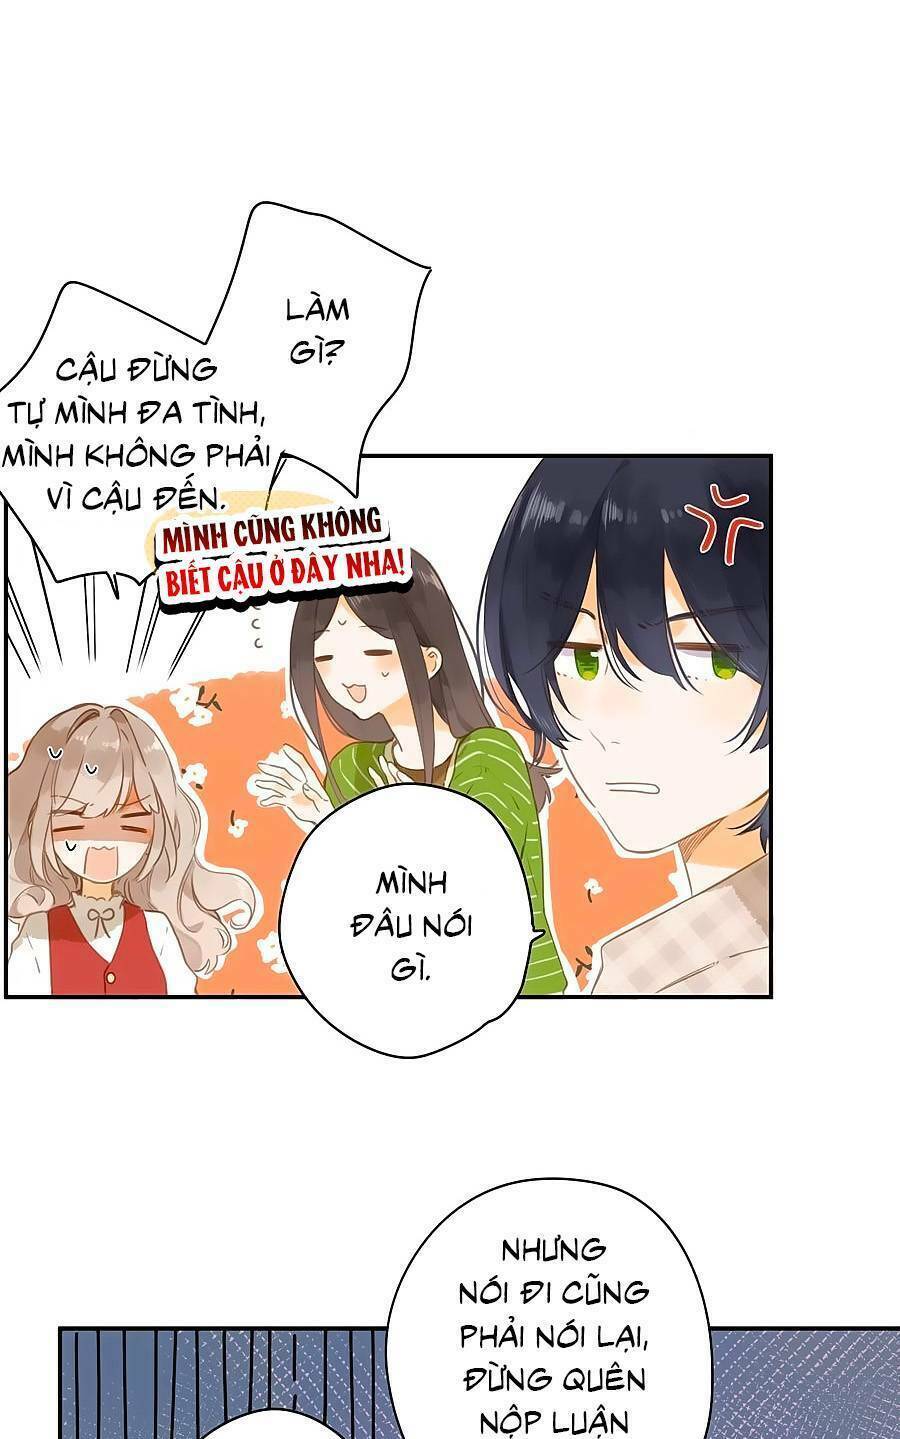 LÀM
GÌ?
CẬU ĐỪNG
TỰ MÌNH ĐA TÌNH,
MÌNH KHÔNG PHẢI
VÌ CẬU ĐẾN.
MÌNH CŨNG KHÔNG
BIẾT CẬU Ở ĐÂY NHA!
MÌNH
ĐÂU NÓI
GÌ.
NHƯNG
NÓI ĐI CŨNG
PHẢI NÓI LẠI,
ĐỪNG QUÊN
NỘP LUẬN